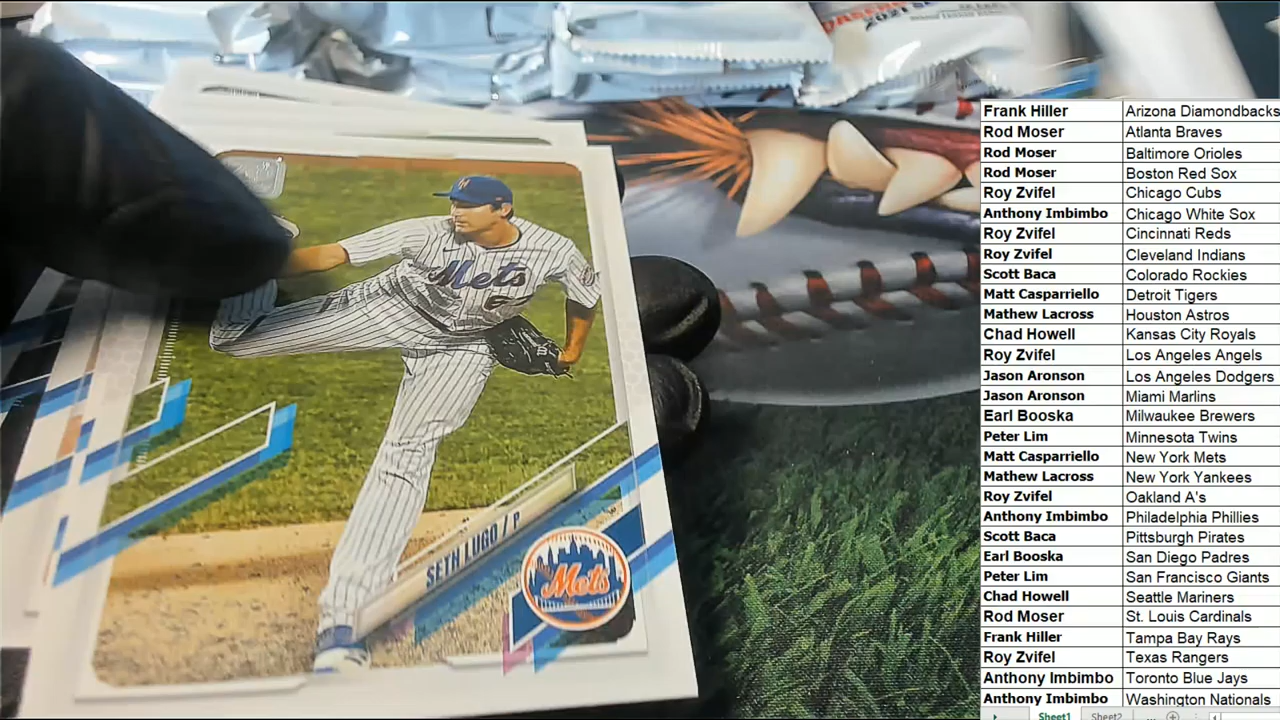 2021 SE
Mets
SETH LUGO / P
Mets
Frank Hiller Arizona Diamondbacks
Rod Moser Atlanta Braves
Rod Moser Baltimore Orioles
Rod Moser Boston Red Sox
Roy Zvifel Chicago Cubs
Anthony Imbimbo Chicago White Sox
Roy Zvifel Cincinnati Reds
Roy Zvifel Cleveland Indians
Scott Baca Colorado Rockies
Matt Casparriello Detroit Tigers
Mathew Lacross Houston Astros
Chad Howell Kansas City Royals
Roy Zvifel Los Angeles Angels
Jason Aronson Los Angeles Dodgers
Jason Aronson Miami Marlins
Earl Booska Milwaukee Brewers
Peter Lim Minnesota Twins
Matt Casparriello New York Mets
Mathew Lacross New York Yankees
Roy Zvifel Oakland A's
Anthony Imbimbo Philadelphia Phillies
Scott Baca Pittsburgh Pirates
Earl Booska San Diego Padres
Peter Lim San Francisco Giants
Chad Howell Seattle Mariners
Rod Moser St. Louis Cardinals
Frank Hiller Tampa Bay Rays
Roy Zvifel Texas Rangers
Anthony Imbimbo Toronto Blue Jays
Anthony Imbimbo Washington Nationals
Sheet1 Sheet2 ...